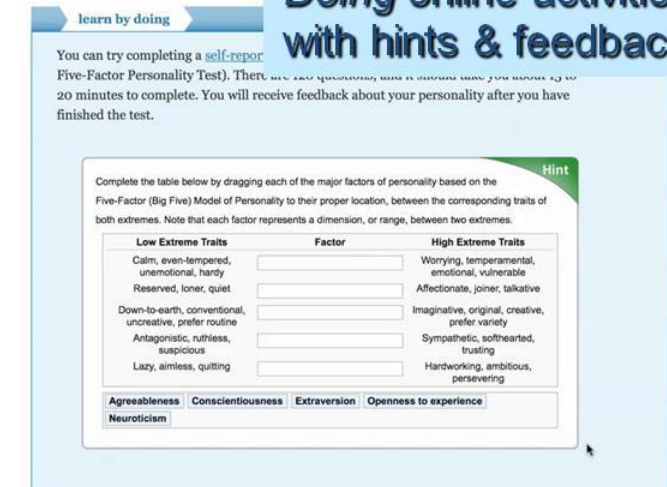 Doing online activities
with hints & feedbac
learn by doing
You can try completing a self-repor
Five-Factor Personality Test). There are 120 questions, and it should take you about 15 to
20 minutes to complete. You will receive feedback about your personality after you have
finished the test.
Hint
Complete the table below by dragging each of the major factors of personality based on the
Five-Factor (Big Five) Model of Personality to their proper location, between the corresponding traits of
both extremes. Note that each factor represents a dimension, or range, between two extremes.
Low Extreme Traits Factor High Extreme Traits
Calm, even-tempered,
unemotional, hardy
Worrying, temperamental,
emotional, vulnerable
Reserved, loner, quiet
Affectionate, joiner, talkative
Down-to-earth, conventional,
uncreative, prefer routine
Imaginative, original, creative,
prefer variety
Antagonistic, ruthless,
suspicious
Sympathetic, softhearted,
trusting
Lazy, aimless, quitting
Hardworking, ambitious,
persevering
Agreeableness Conscientiousness Extraversion Openness to experience
Neuroticism